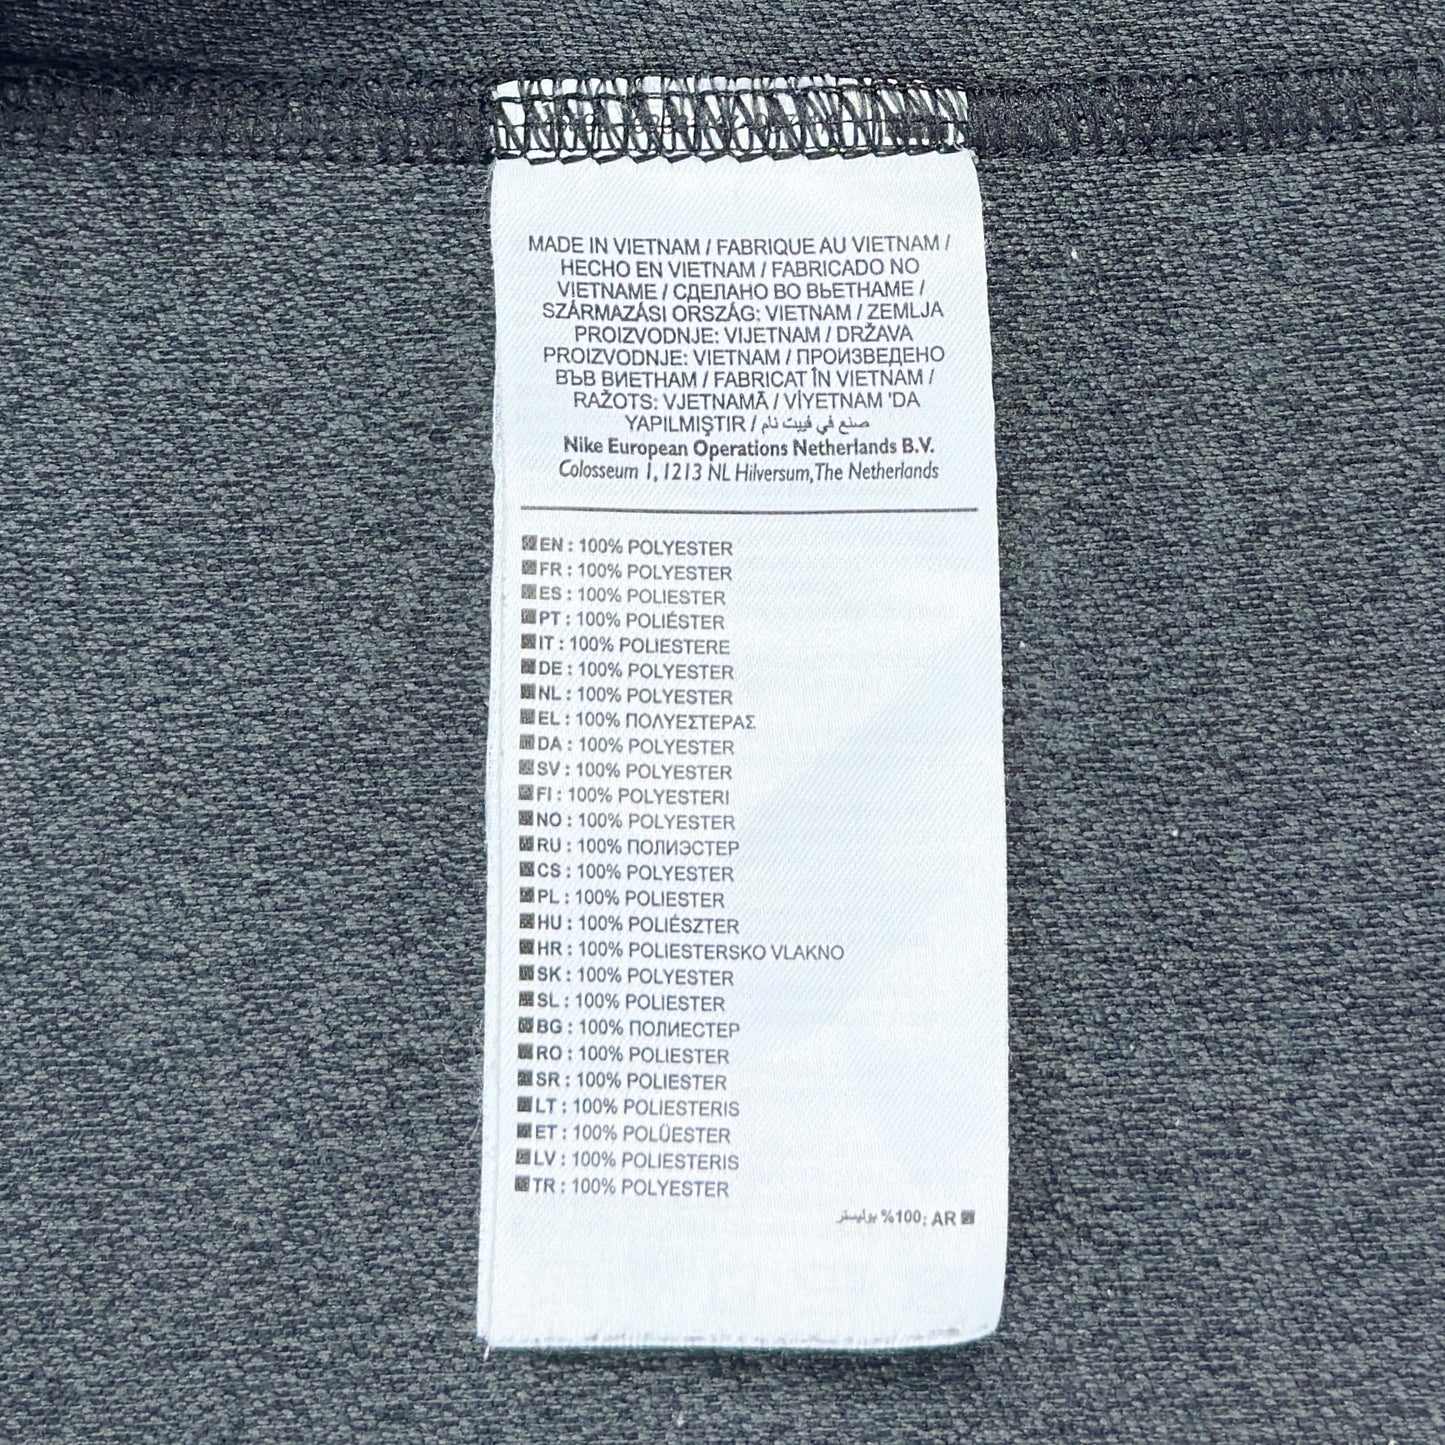 MADE IN VIETNAM / FABRIQUE AU VIETNAM /
HECHO EN VIETNAM / FABRICADO NO
VIETNAME / СДЕЛАНО ВО ВЬЕТНАМЕ /
SZÁRMAZÁSI ORSZÁG: VIETNAM / ZEMLJA
PROIZVODNJE: VIJETNAM / DRŽAVA
PROIZVODNJE: VIETNAM / ПРОИЗВЕДЕНО
ВЪВ ВИЕТНАМ / FABRICAT ÎN VIETNAM /
RAŽOTS: VJETNAMĀ / VİYETNAM 'DA
YAPILMIŞTIR / صنع في فييت نام
Nike European Operations Netherlands B.V.
Colosseum 1, 1213 NL Hilversum, The Netherlands
EN : 100% POLYESTER
FR : 100% POLYESTER
ES : 100% POLIESTER
PT : 100% POLIÉSTER
IT : 100% POLIESTERE
DE : 100% POLYESTER
NL : 100% POLYESTER
EL : 100% ΠΟΛΥΕΣΤΕΡΑΣ
DA : 100% POLYESTER
SV : 100% POLYESTER
FI : 100% POLYESTERI
NO : 100% POLYESTER
RU : 100% ПОЛИЭСТЕР
CS : 100% POLYESTER
PL : 100% POLIESTER
HU : 100% POLIÉSZTER
HR : 100% POLIESTERSKO VLAKNO
SK : 100% POLYESTER
SL : 100% POLIESTER
BG : 100% ПОЛИЕСТЕР
RO : 100% POLIESTER
SR : 100% POLIESTER
LT : 100% POLIESTERIS
ET : 100% POLÜESTER
LV : 100% POLIESTERIS
TR : 100% POLYESTER
AR :100% بوليستر